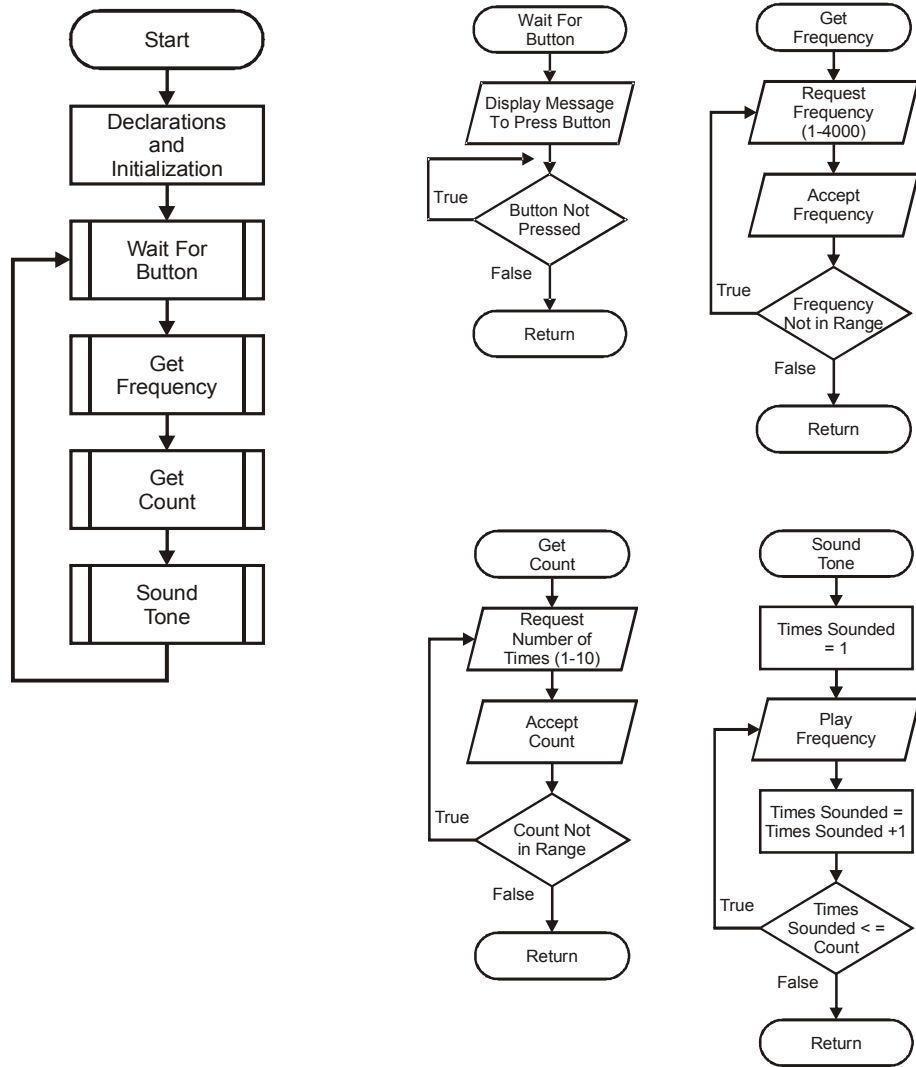 Start
Declarations
and
Initialization
Wait For
Button
Get
Frequency
Get
Count
Sound
Tone
Wait For
Button
Display Message
To Press Button
True
Button Not
Pressed
False
Return
Get
Frequency
Request
Frequency
(1-4000)
Accept
Frequency
True
Frequency
Not in Range
False
Return
Get
Count
Request
Number of
Times (1-10)
Accept
Count
True
Count Not
in Range
False
Return
Sound
Tone
Times Sounded
= 1
Play
Frequency
Times Sounded =
Times Sounded +1
True
Times
Sounded < =
Count
False
Return